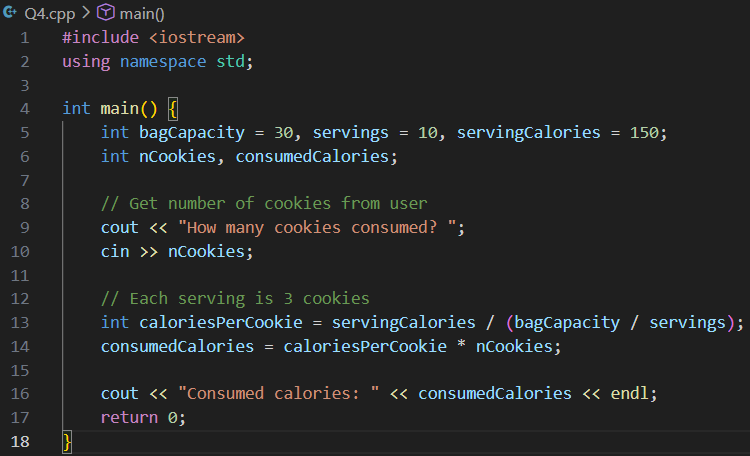 Q4.cpp > main()
1 #include <iostream>
2 using namespace std;
3
4 int main() {
5     int bagCapacity = 30, servings = 10, servingCalories = 150;
6     int nCookies, consumedCalories;
7
8     // Get number of cookies from user
9     cout << "How many cookies consumed? ";
10     cin >> nCookies;
11
12     // Each serving is 3 cookies
13     int caloriesPerCookie = servingCalories / (bagCapacity / servings);
14     consumedCalories = caloriesPerCookie * nCookies;
15
16     cout << "Consumed calories: " << consumedCalories << endl;
17     return 0;
18 }